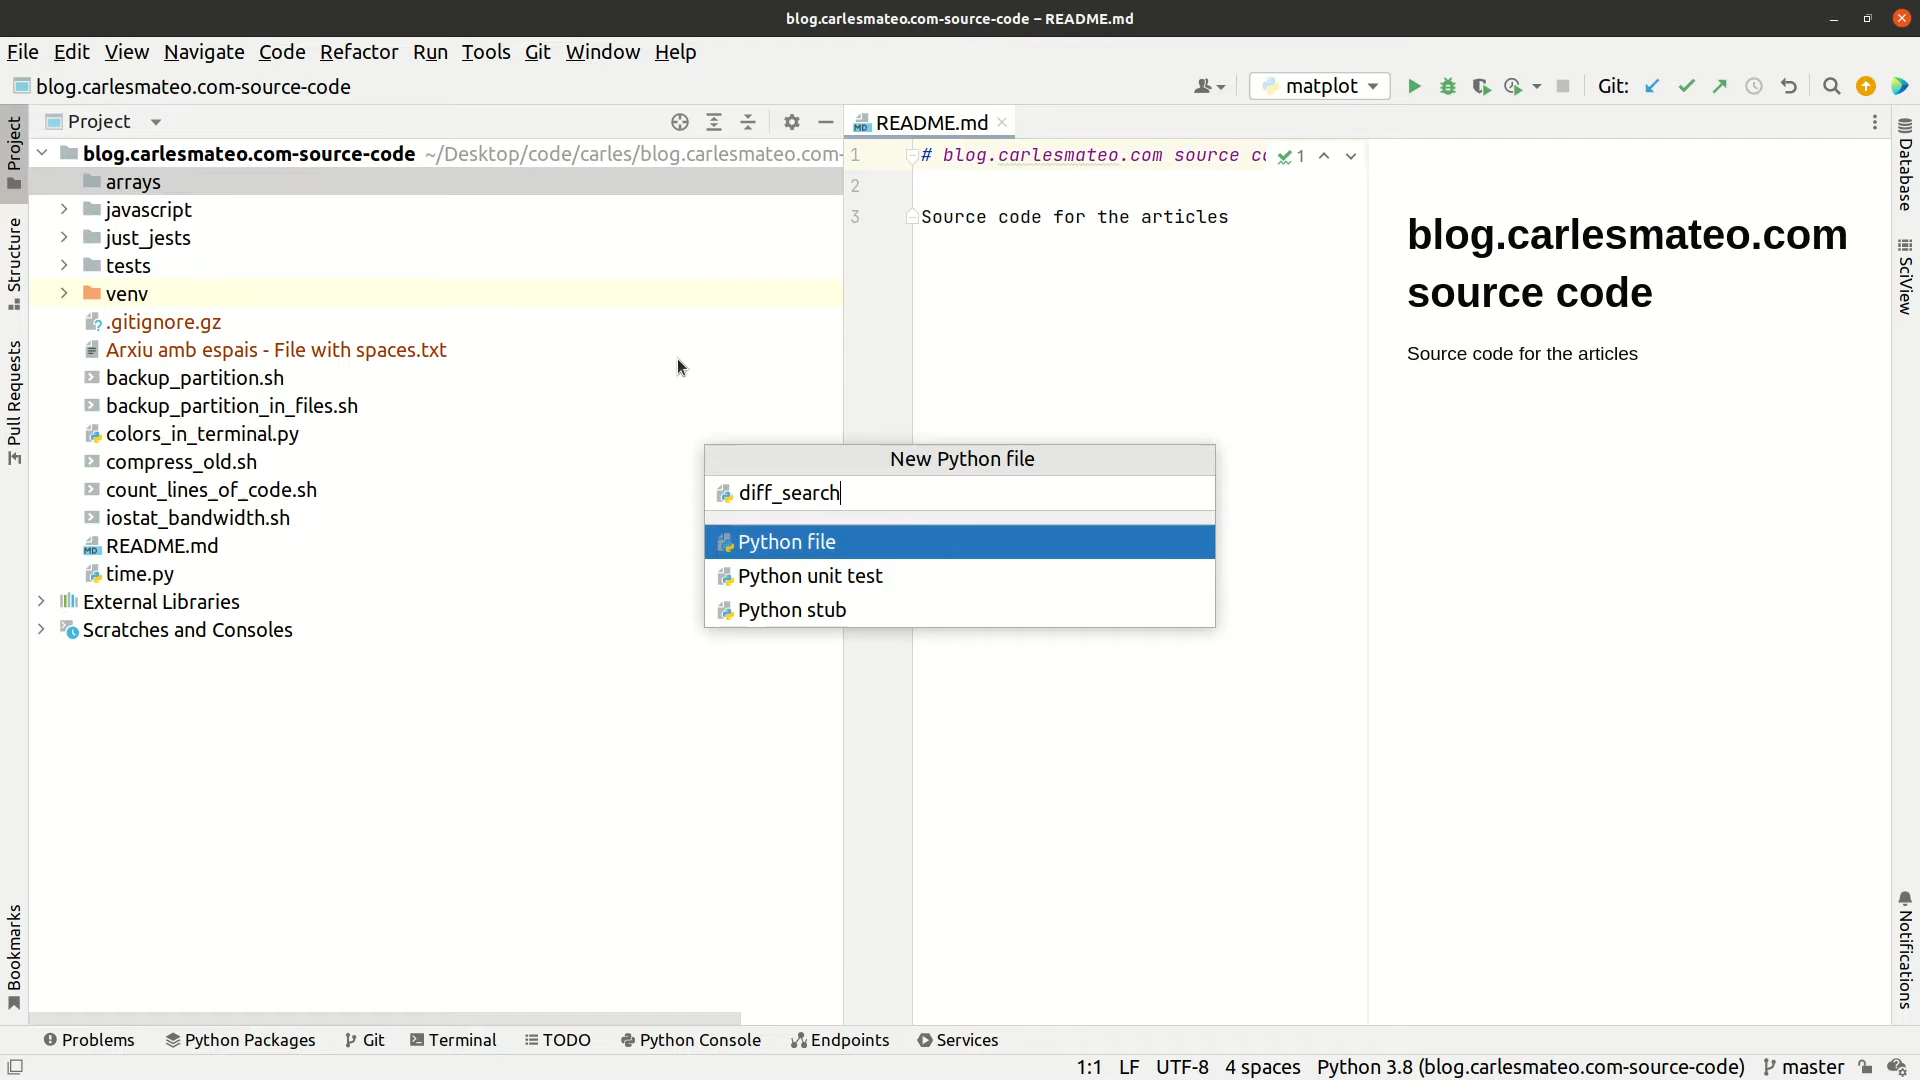 blog.carlesmateo.com-source-code – README.md
File Edit View Navigate Code Refactor Run Tools Git Window Help
blog.carlesmateo.com-source-code
matplot
Git:
Project
README.md
Project
Structure
Pull Requests
Bookmarks
blog.carlesmateo.com-source-code ~/Desktop/code/carles/blog.carlesmateo.com-
arrays
javascript
just_jests
tests
venv
.gitignore.gz
Arxiu amb espais - File with spaces.txt
backup_partition.sh
backup_partition_in_files.sh
colors_in_terminal.py
compress_old.sh
count_lines_of_code.sh
iostat_bandwidth.sh
README.md
time.py
External Libraries
Scratches and Consoles
1 # blog.carlesmateo.com source co 1
2
3 Source code for the articles
blog.carlesmateo.com
source code
Source code for the articles
New Python file
diff_search
Python file
Python unit test
Python stub
Database
SciView
Notifications
Problems Python Packages Git Terminal TODO Python Console Endpoints Services
1:1 LF UTF-8 4 spaces Python 3.8 (blog.carlesmateo.com-source-code) master